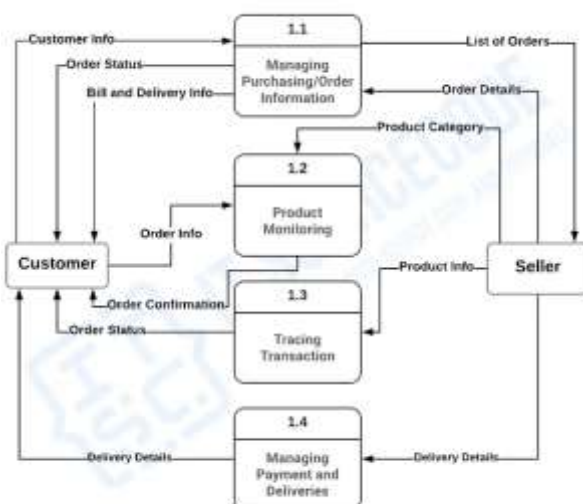 1.1
Customer Info
List of Orders
Order Status
Managing
Purchasing/Order
Information
Bill and Delivery Info
Order Details
Product Category
1.2
Product
Monitoring
Order Info
Customer
Seller
Product Info
1.3
Order Confirmation
Order Status
Tracing
Transaction
1.4
Managing
Payment and
Deliveries
Delivery Details
Delivery Details